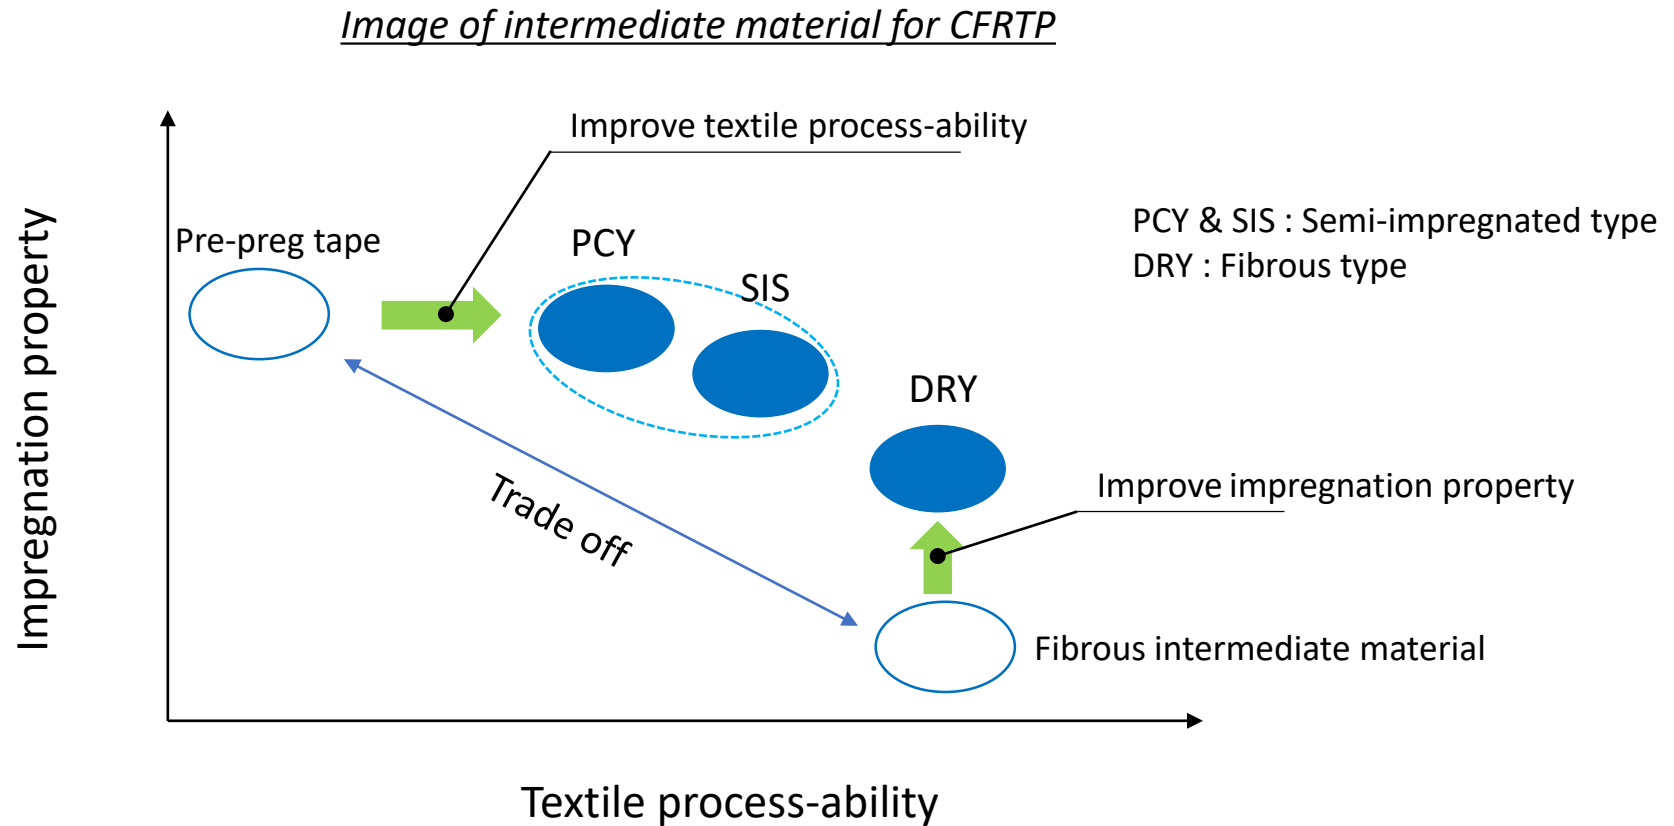 Image of intermediate material for CFRTP
Improve textile process-ability
PCY & SIS : Semi-impregnated type
DRY : Fibrous type
Pre-preg tape
PCY
SIS
DRY
Impregnation property
Trade off
Improve impregnation property
Fibrous intermediate material
Textile process-ability